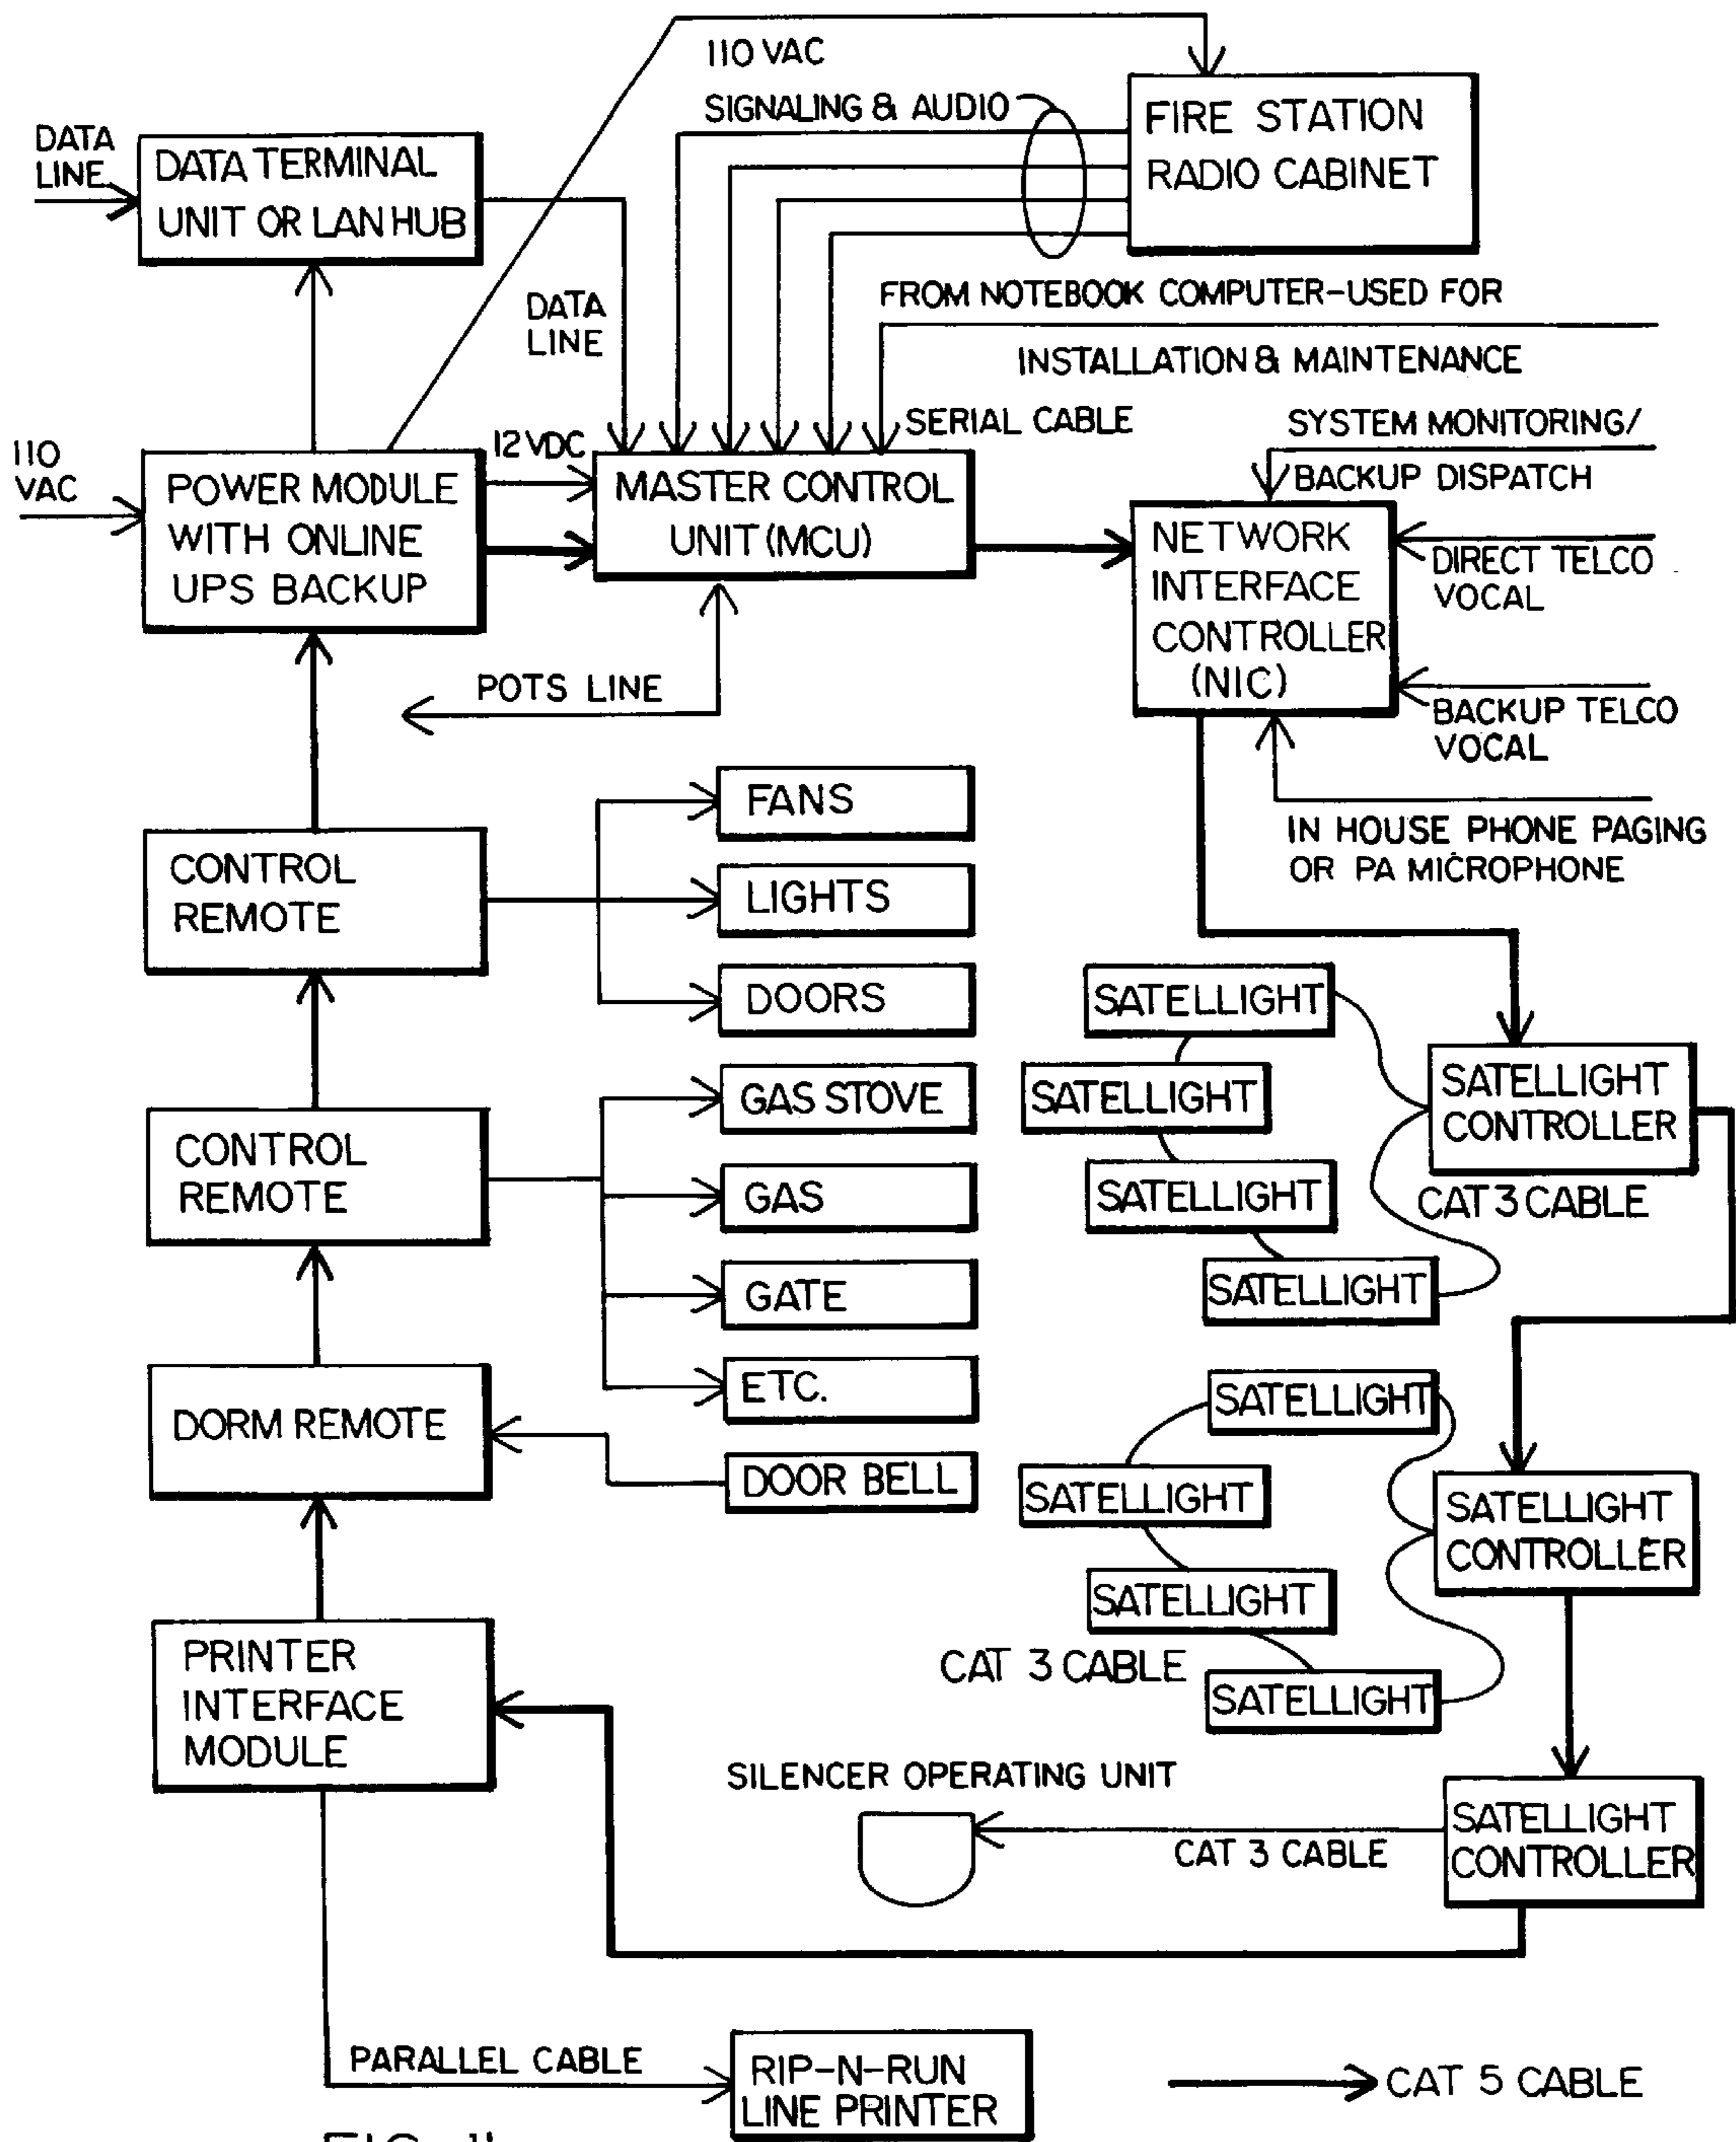 110 VAC
SIGNALING & AUDIO
FIRE STATION
RADIO CABINET
DATA
LINE
DATA TERMINAL
UNIT OR LAN HUB
DATA
LINE
FROM NOTEBOOK COMPUTER-USED FOR
INSTALLATION & MAINTENANCE
SERIAL CABLE
SYSTEM MONITORING/
BACKUP DISPATCH
110
VAC
POWER MODULE
WITH ONLINE
UPS BACKUP
12 VDC
MASTER CONTROL
UNIT (MCU)
NETWORK
INTERFACE
CONTROLLER
(NIC)
DIRECT TELCO
VOCAL
BACKUP TELCO
VOCAL
POTS LINE
IN HOUSE PHONE PAGING
OR PA MICROPHONE
CONTROL
REMOTE
FANS
LIGHTS
DOORS
CONTROL
REMOTE
GAS STOVE
GAS
GATE
ETC.
DORM REMOTE
DOOR BELL
SATELLIGHT
SATELLIGHT
SATELLIGHT
SATELLIGHT
SATELLIGHT
CONTROLLER
CAT 3 CABLE
SATELLIGHT
SATELLIGHT
SATELLIGHT
SATELLIGHT
CAT 3 CABLE
SATELLIGHT
CONTROLLER
PRINTER
INTERFACE
MODULE
SILENCER OPERATING UNIT
CAT 3 CABLE
SATELLIGHT
CONTROLLER
PARALLEL CABLE
RIP-N-RUN
LINE PRINTER
CAT 5 CABLE